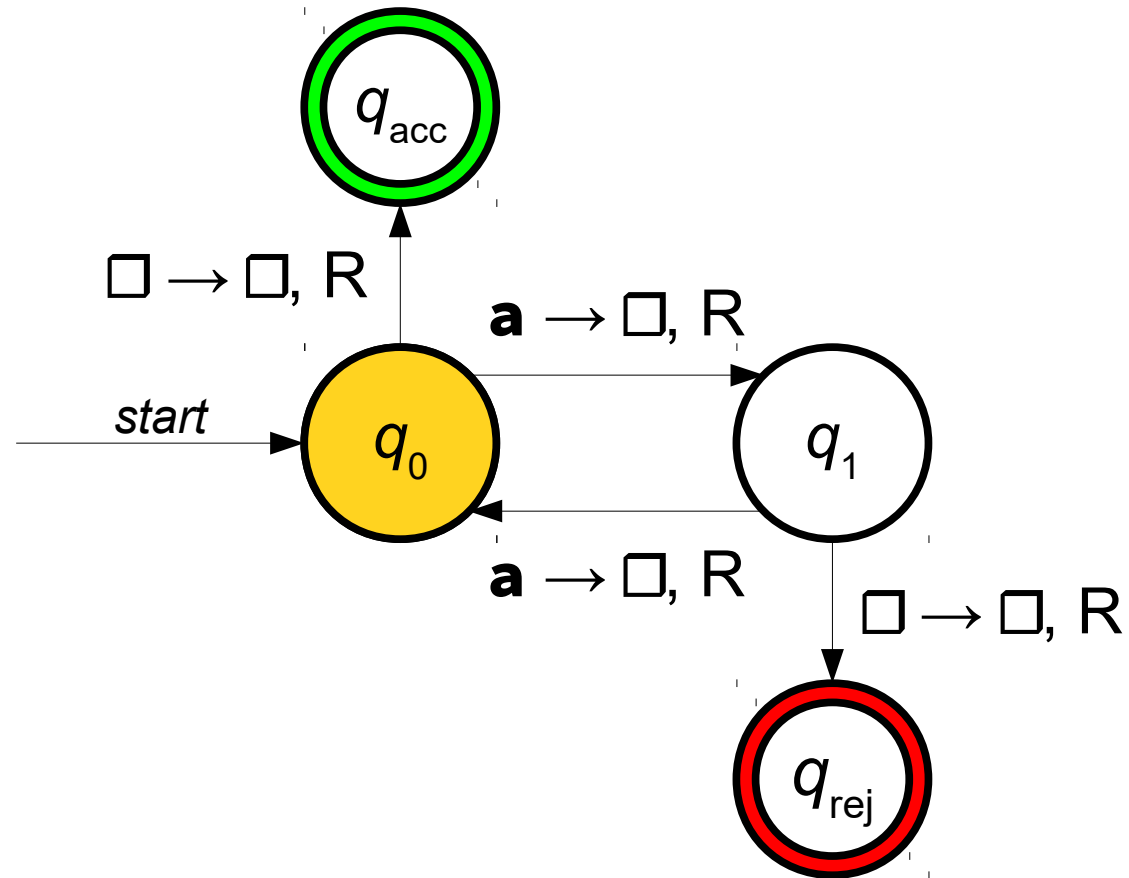 q_acc
☐ → ☐, R
a → ☐, R
start
q_0
q_1
a → ☐, R
☐ → ☐, R
q_rej